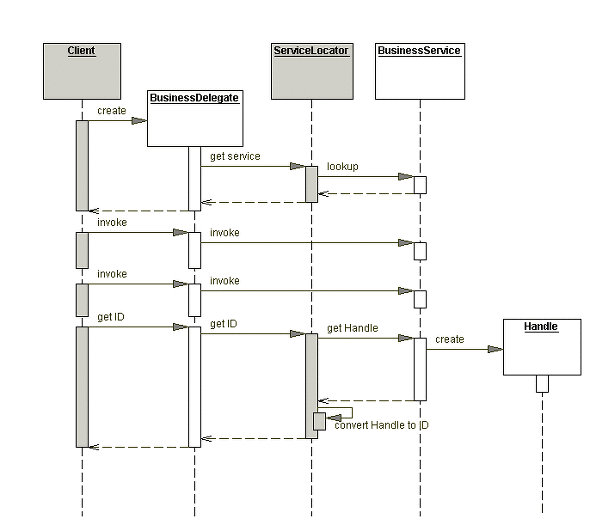 Client
ServiceLocator
BusinessService
BusinessDelegate
create
get service
lookup
invoke
invoke
invoke
invoke
get ID
get ID
get Handle
Handle
create
convert Handle to ID